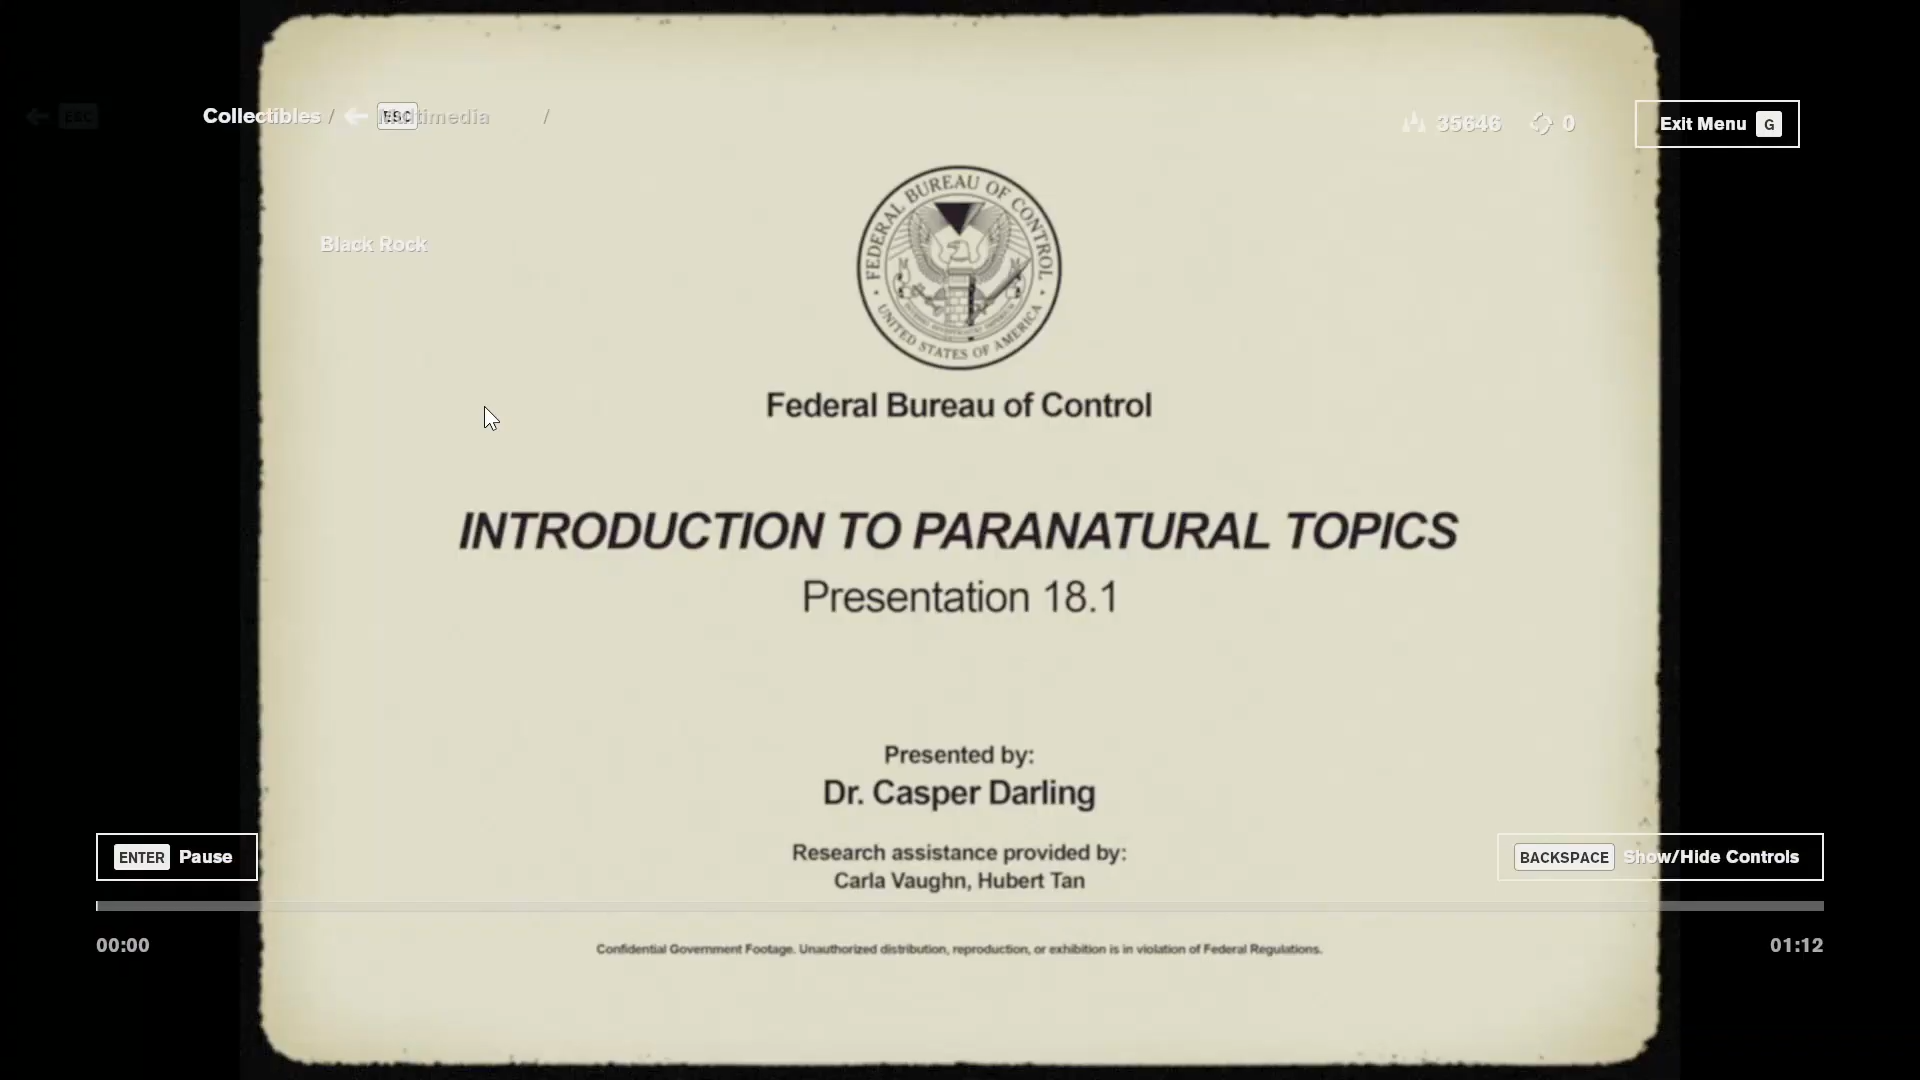 ESC
Collectibles / ESC Multimedia /
35646 0
Exit Menu G
Black Rock
FEDERAL BUREAU OF CONTROL
UNITED STATES OF AMERICA
Federal Bureau of Control
INTRODUCTION TO PARANATURAL TOPICS
Presentation 18.1
Presented by:
Dr. Casper Darling
Research assistance provided by:
Carla Vaughn, Hubert Tan
ENTER Pause
BACKSPACE Show/Hide Controls
00:00
01:12
Confidential Government Footage. Unauthorized distribution, reproduction, or exhibition is in violation of Federal Regulations.